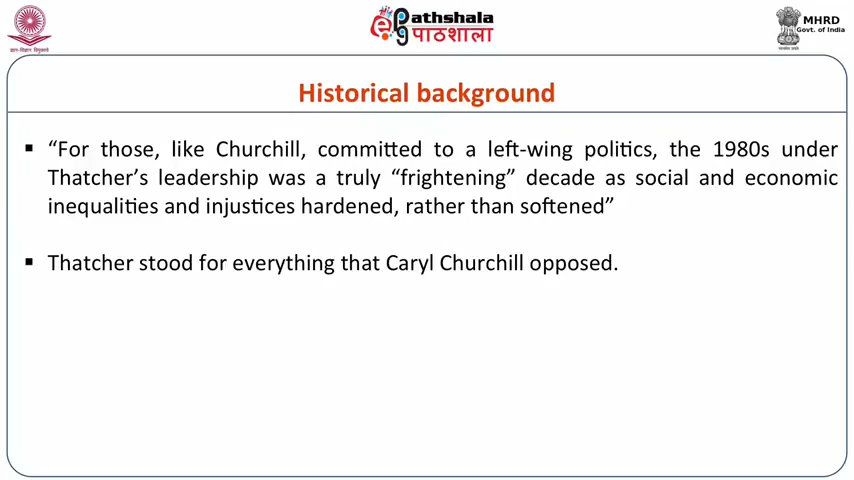 ePathshala
पाठशाला
MHRD
Govt. of India
Historical background
▪ “For those, like Churchill, committed to a left-wing politics, the 1980s under
Thatcher’s leadership was a truly “frightening” decade as social and economic
inequalities and injustices hardened, rather than softened”
▪ Thatcher stood for everything that Caryl Churchill opposed.